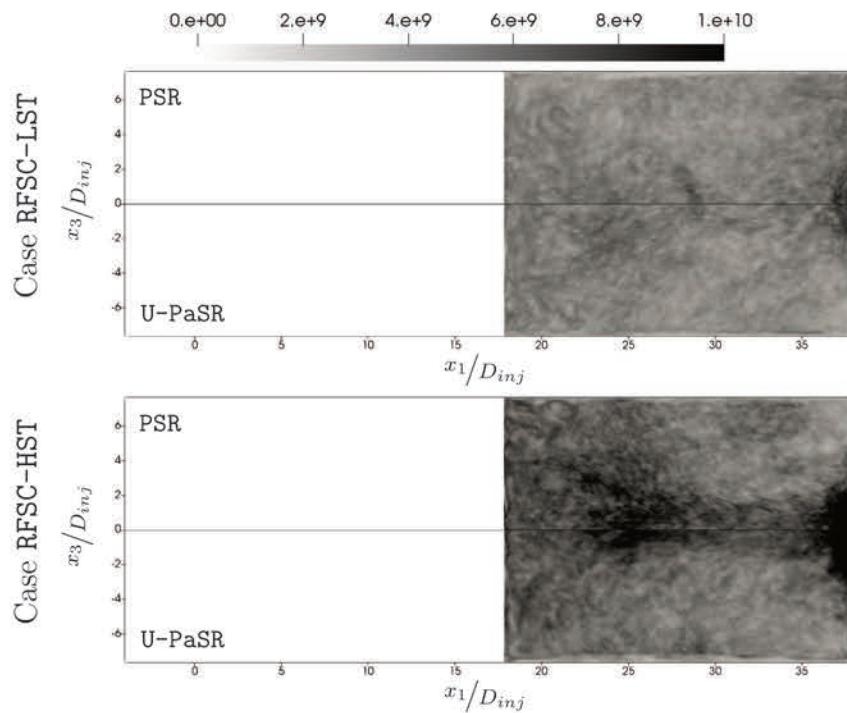 0.e+00 2.e+9 4.e+9 6.e+9 8.e+9 1.e+10
Case RFSC-LST
x3/Dinj
6
4
2
0
-2
-4
-6
PSR
U-PaSR
0 5 10 15 20 25 30 35
x1/Dinj
Case RFSC-HST
x3/Dinj
6
4
2
0
-2
-4
-6
PSR
U-PaSR
0 5 10 15 20 25 30 35
x1/Dinj